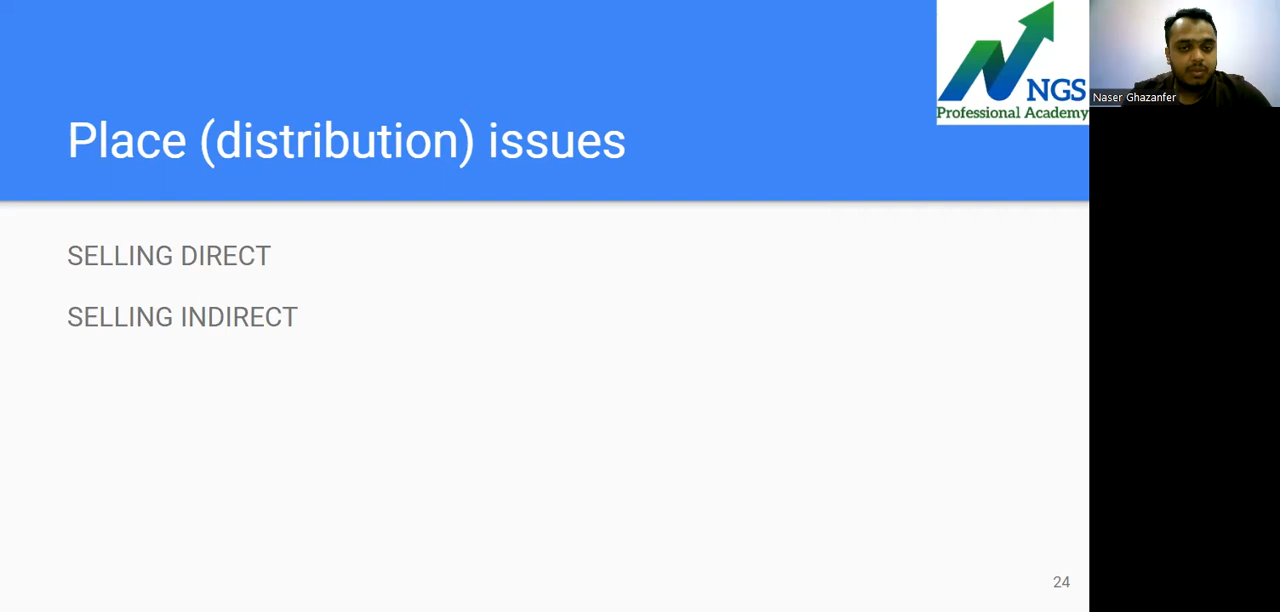 NGS
Professional Academy
Naser Ghazanfer
Place (distribution) issues
SELLING DIRECT
SELLING INDIRECT
24